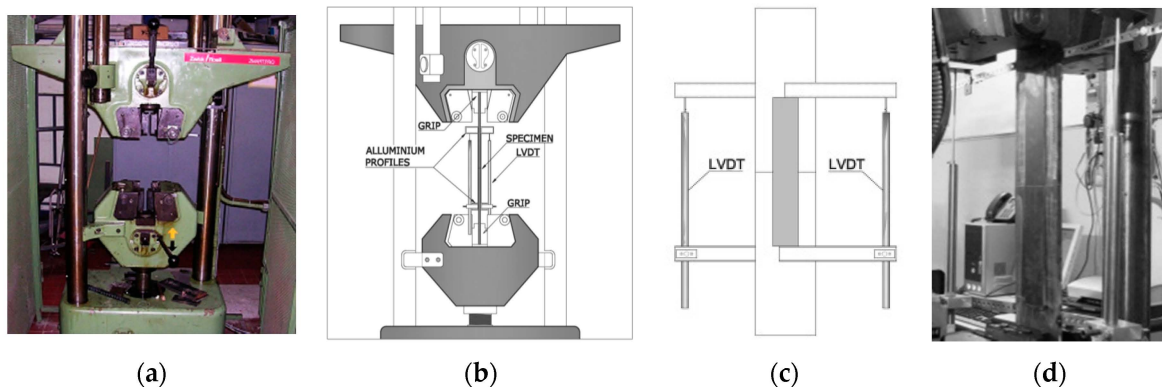 GRIP
ALLUMINIUM
PROFILES
SPECIMEN
LVDT
GRIP
LVDT
LVDT
(a)
(b)
(c)
(d)